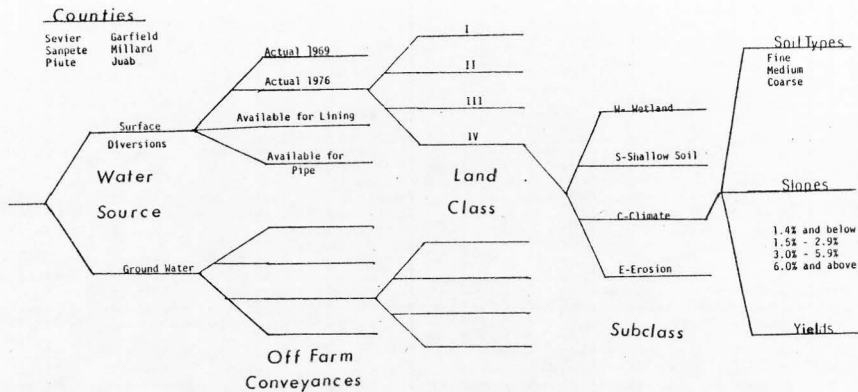 Counties
Sevier Garfield
Sanpete Millard
Piute Juab
Actual 1969
Actual 1976
Available for Lining
Available for
Pipe
Surface
Diversions
Water
Source
Ground Water
Off Farm
Conveyances
I
II
III
IV
Land
Class
W- Wetland
S-Shallow Soil
C-Climate
E-Erosion
Subclass
Soil Types
Fine
Medium
Coarse
Slopes
1.4% and below
1.5% - 2.9%
3.0% - 5.9%
6.0% and above
Yields